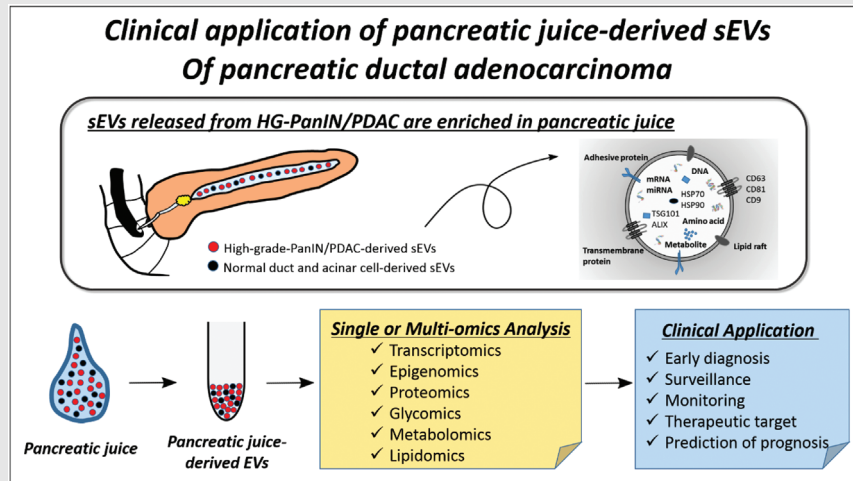 Clinical application of pancreatic juice-derived sEVs
Of pancreatic ductal adenocarcinoma
sEVs released from HG-PanIN/PDAC are enriched in pancreatic juice
High-grade-PanIN/PDAC-derived sEVs
Normal duct and acinar cell-derived sEVs
Adhesive protein
DNA
mRNA
miRNA
HSP70
HSP90
CD63
CD81
CD9
TSG101
ALIX
Amino acid
Metabolite
Lipid raft
Transmembrane
protein
Pancreatic juice
Pancreatic juice-
derived EVs
Single or Multi-omics Analysis
✓ Transcriptomics
✓ Epigenomics
✓ Proteomics
✓ Glycomics
✓ Metabolomics
✓ Lipidomics
Clinical Application
✓ Early diagnosis
✓ Surveillance
✓ Monitoring
✓ Therapeutic target
✓ Prediction of prognosis